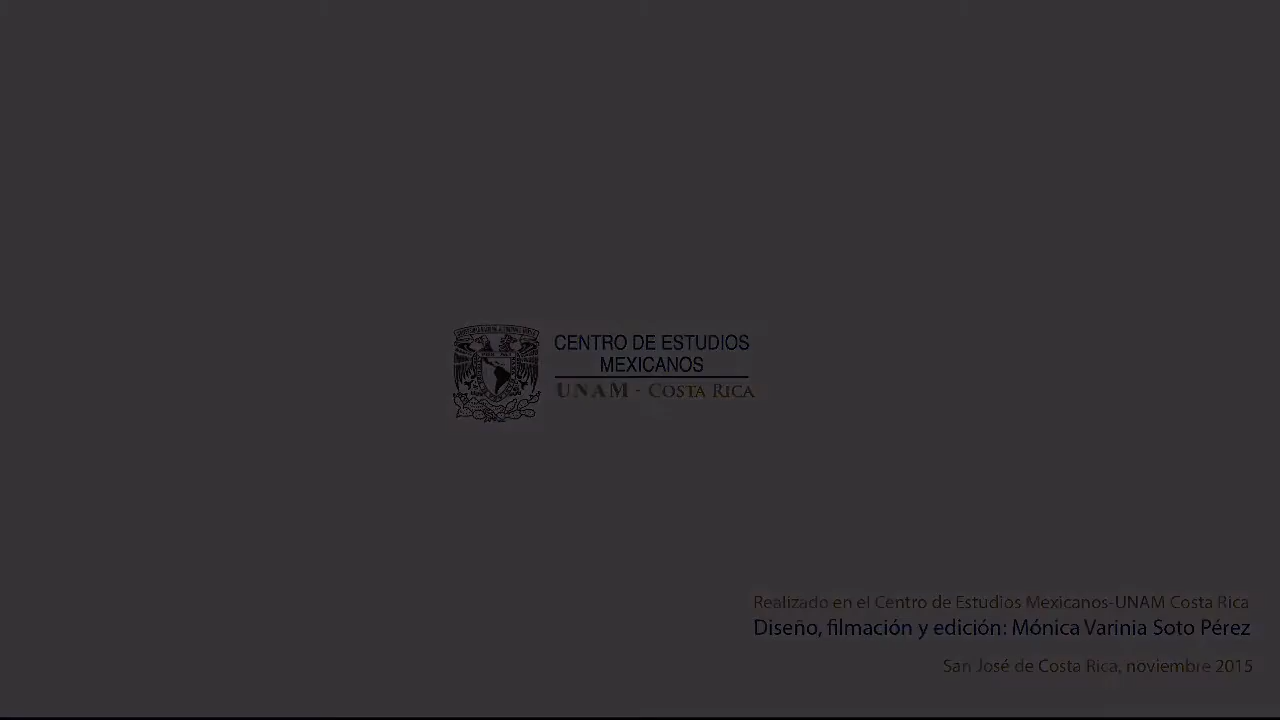 CENTRO DE ESTUDIOS
MEXICANOS
UNAM - COSTA RICA
Realizado en el Centro de Estudios Mexicanos-UNAM Costa Rica
Diseño, filmación y edición: Mónica Varinia Soto Pérez
San José de Costa Rica, noviembre 2015